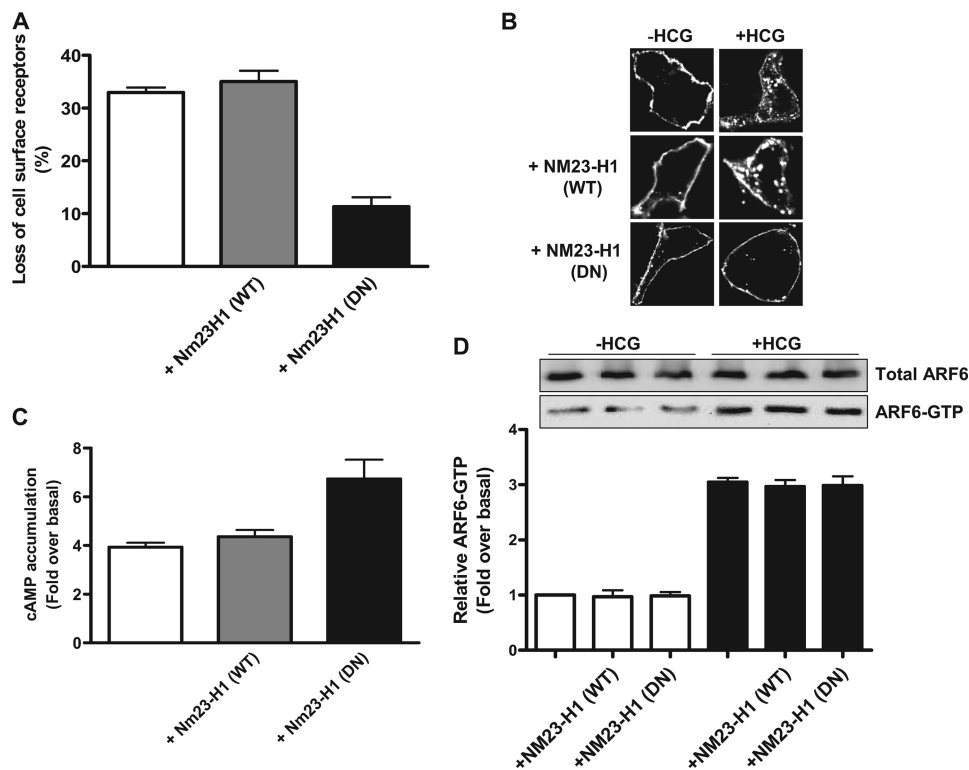 A
Loss of cell surface receptors
(%)
40
30
20
10
0
+ Nm23H1 (WT)
+ Nm23H1 (DN)
B
-HCG
+HCG
+ NM23-H1
(WT)
+ NM23-H1
(DN)
C
cAMP accumulation
(Fold over basal)
8
6
4
2
0
+ Nm23-H1 (WT)
+ Nm23-H1 (DN)
D
-HCG
+HCG
Total ARF6
ARF6-GTP
Relative ARF6-GTP
(Fold over basal)
4
3
2
1
0
+NM23-H1 (WT)
+NM23-H1 (DN)
+NM23-H1 (WT)
+NM23-H1 (DN)